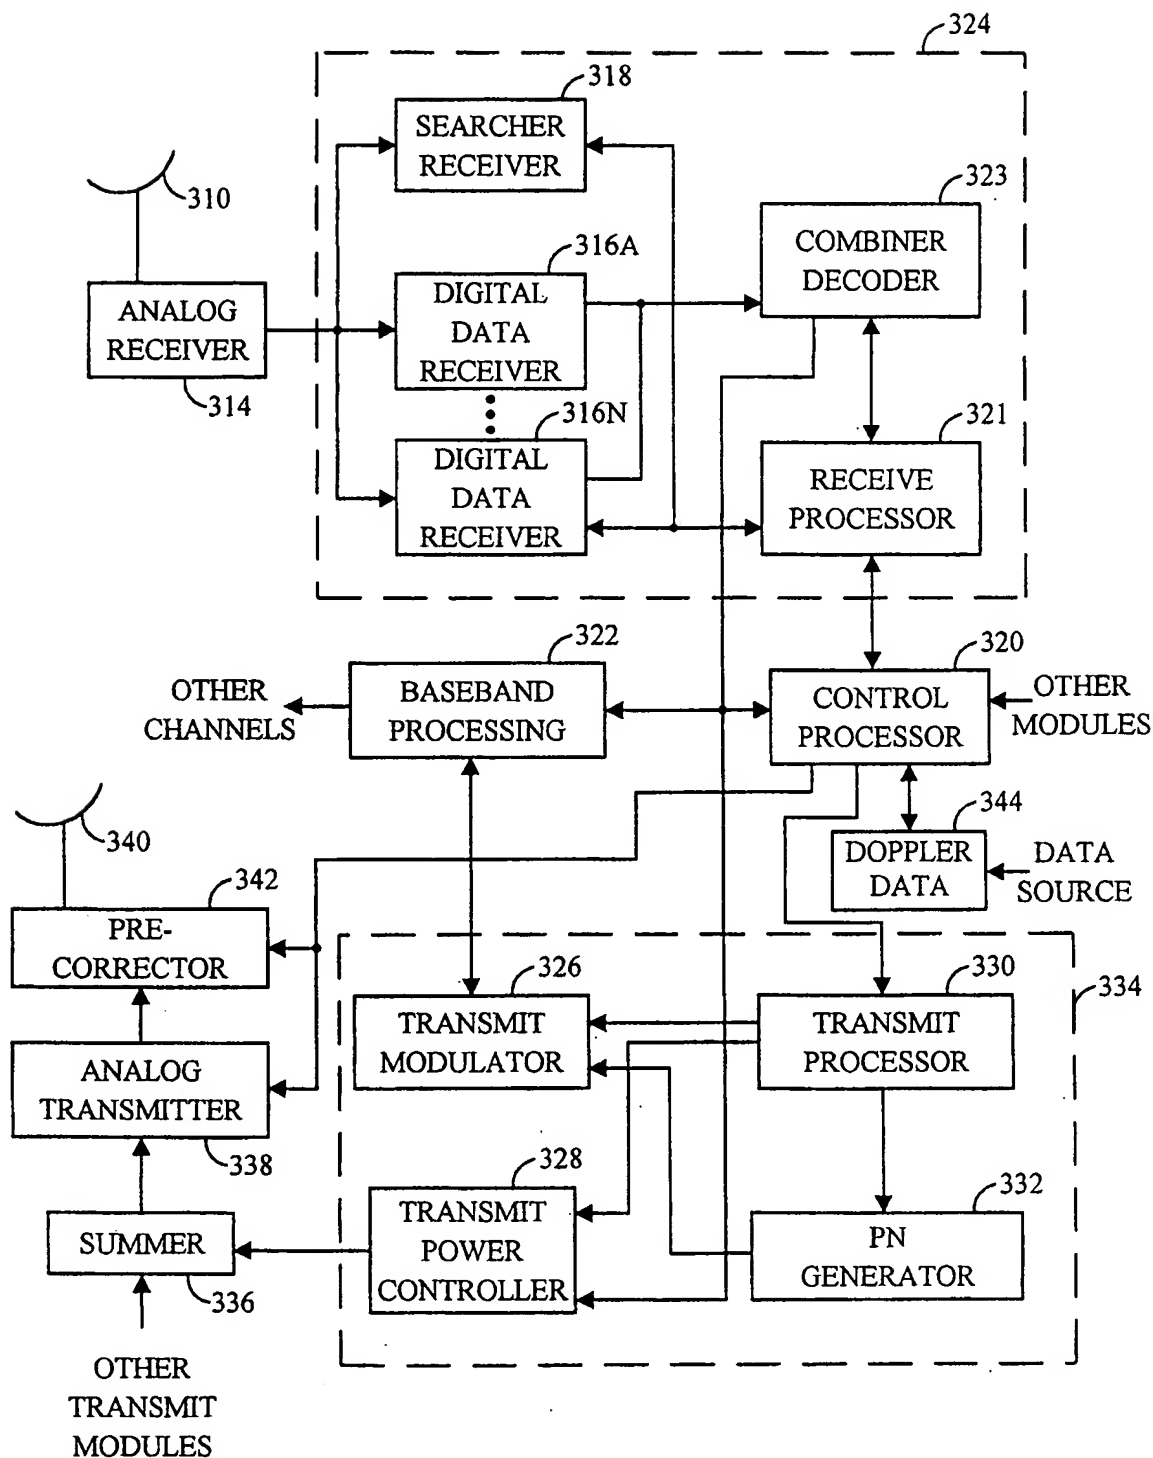 324
318
SEARCHER
RECEIVER
310
323
COMBINER
DECODER
316A
DIGITAL
DATA
RECEIVER
ANALOG
RECEIVER
314
316N
DIGITAL
DATA
RECEIVER
321
RECEIVE
PROCESSOR
322
BASEBAND
PROCESSING
OTHER
CHANNELS
320
CONTROL
PROCESSOR
OTHER
MODULES
340
344
DOPPLER
DATA
DATA
SOURCE
342
PRE-
CORRECTOR
326
TRANSMIT
MODULATOR
330
TRANSMIT
PROCESSOR
334
ANALOG
TRANSMITTER
338
328
TRANSMIT
POWER
CONTROLLER
332
PN
GENERATOR
SUMMER
336
OTHER
TRANSMIT
MODULES